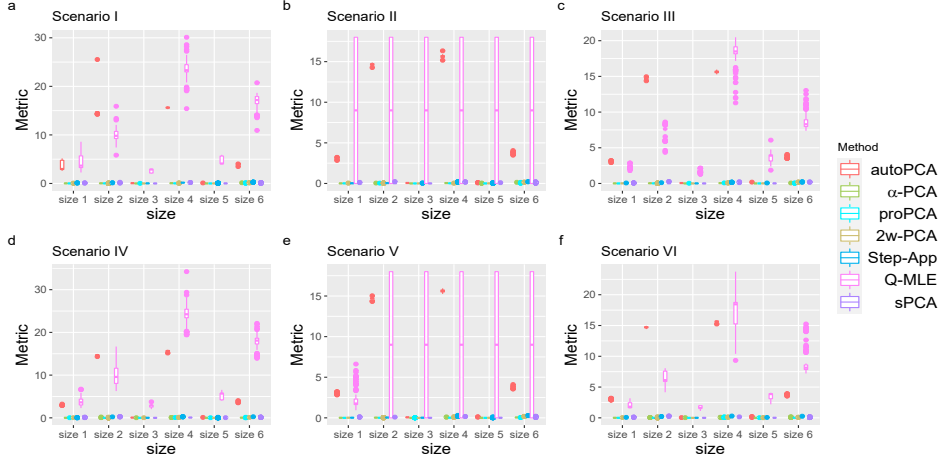 a
Scenario I
Metric
30
20
10
0
size 1 size 2 size 3 size 4 size 5 size 6
size
b
Scenario II
Metric
15
10
5
0
size 1 size 2 size 3 size 4 size 5 size 6
size
c
Scenario III
Metric
20
15
10
5
0
size 1 size 2 size 3 size 4 size 5 size 6
size
d
Scenario IV
Metric
30
20
10
0
size 1 size 2 size 3 size 4 size 5 size 6
size
e
Scenario V
Metric
15
10
5
0
size 1 size 2 size 3 size 4 size 5 size 6
size
f
Scenario VI
Metric
20
15
10
5
0
size 1 size 2 size 3 size 4 size 5 size 6
size
Method
autoPCA
α-PCA
proPCA
2w-PCA
Step-App
Q-MLE
sPCA